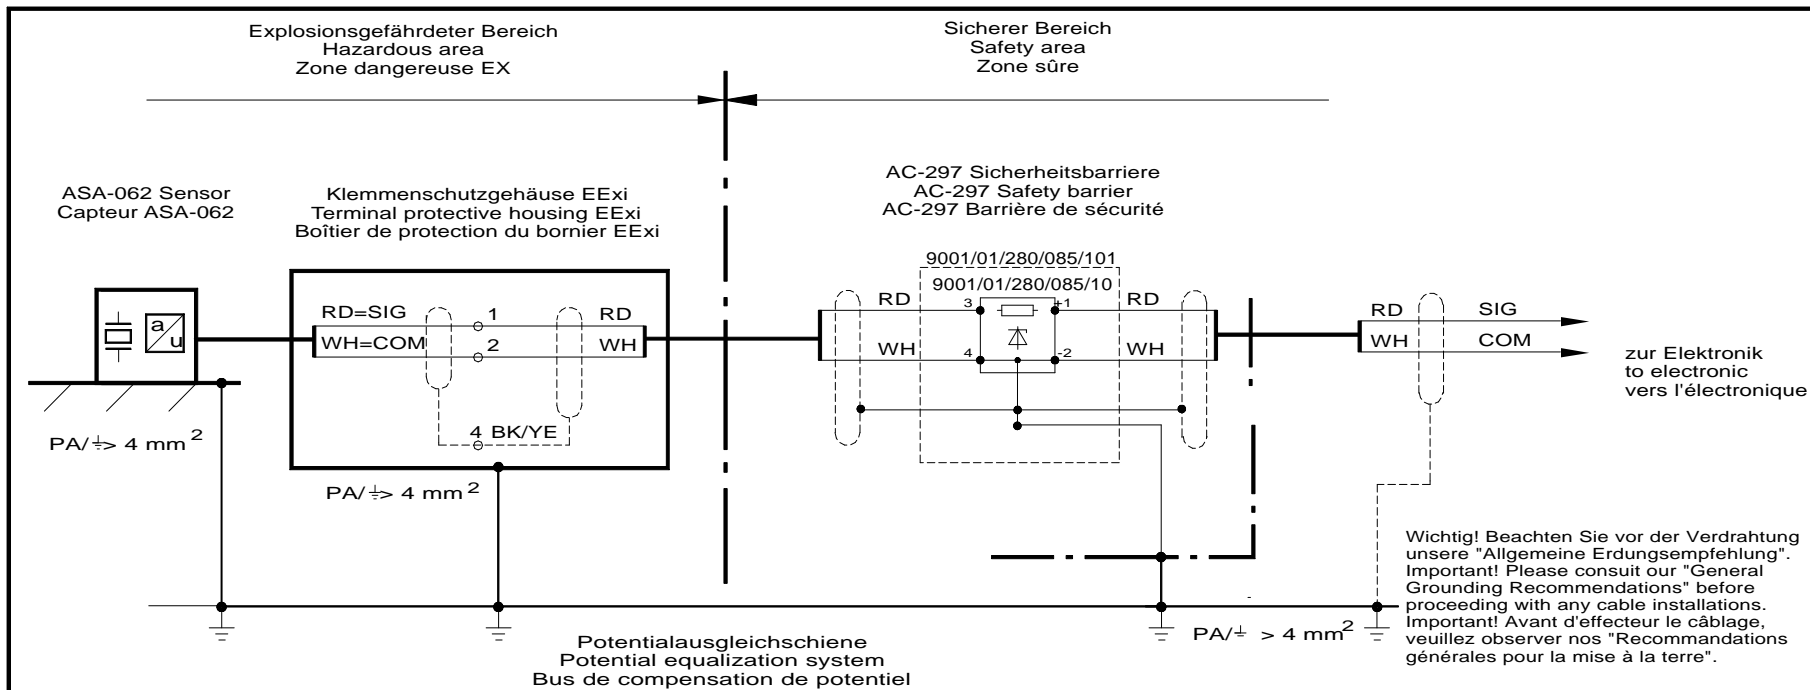 Explosionsgefährdeter Bereich
Hazardous area
Zone dangereuse EX
Sicherer Bereich
Safety area
Zone sûre
ASA-062 Sensor
Capteur ASA-062
Klemmenschutzgehäuse EExi
Terminal protective housing EExi
Boîtier de protection du bornier EExi
AC-297 Sicherheitsbarriere
AC-297 Safety barrier
AC-297 Barrière de sécurité
9001/01/280/085/101
9001/01/280/085/10
a
u
RD=SIG
WH=COM
1
2
RD
WH
4 BK/YE
RD
WH
3
4
+1
-2
RD
WH
RD
WH
SIG
COM
zur Elektronik
to electronic
vers l'électronique
PA/ > 4 mm 2
PA/ > 4 mm 2
PA/ > 4 mm 2
Potentialausgleichschiene
Potential equalization system
Bus de compensation de potentiel
Wichtig! Beachten Sie vor der Verdrahtung
unsere "Allgemeine Erdungsempfehlung".
Important! Please consuit our "General
Grounding Recommendations" before
proceeding with any cable installations.
Important! Avant d'effecteur le câblage,
veuillez observer nos "Recommandations
générales pour la mise à la terre".